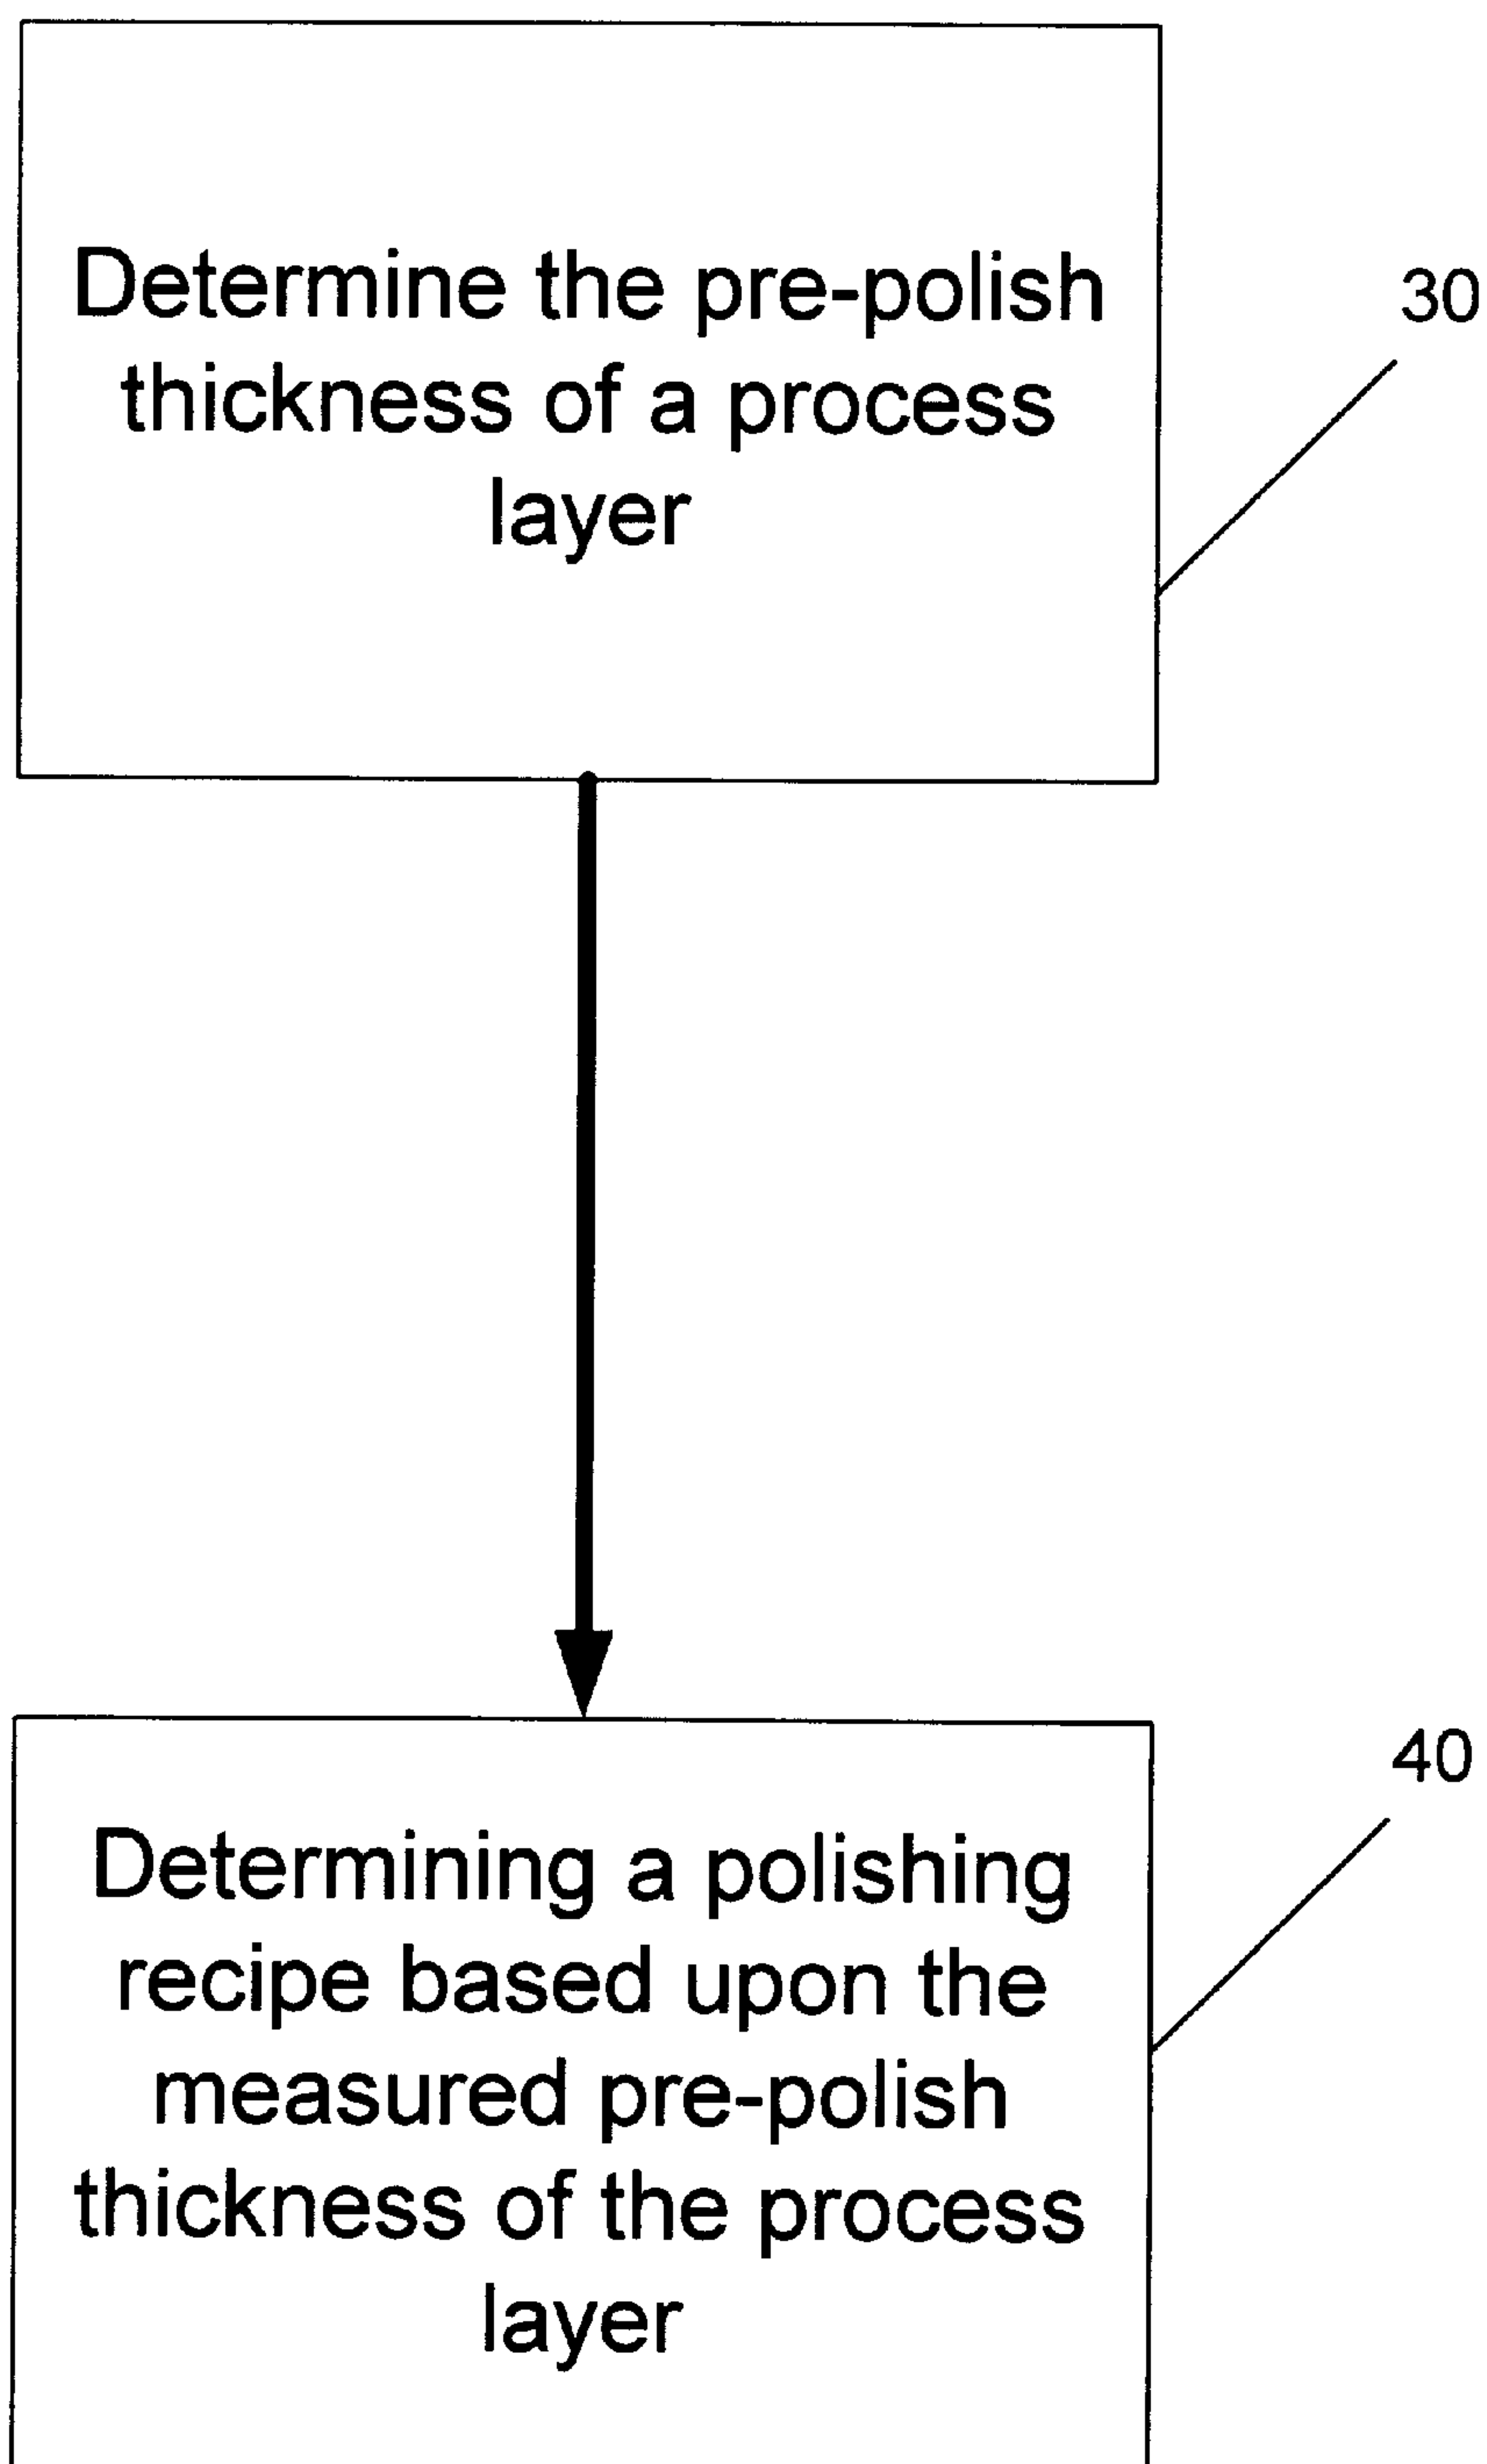 Determine the pre-polish
thickness of a process
layer
30
Determining a polishing
recipe based upon the
measured pre-polish
thickness of the process
layer
40